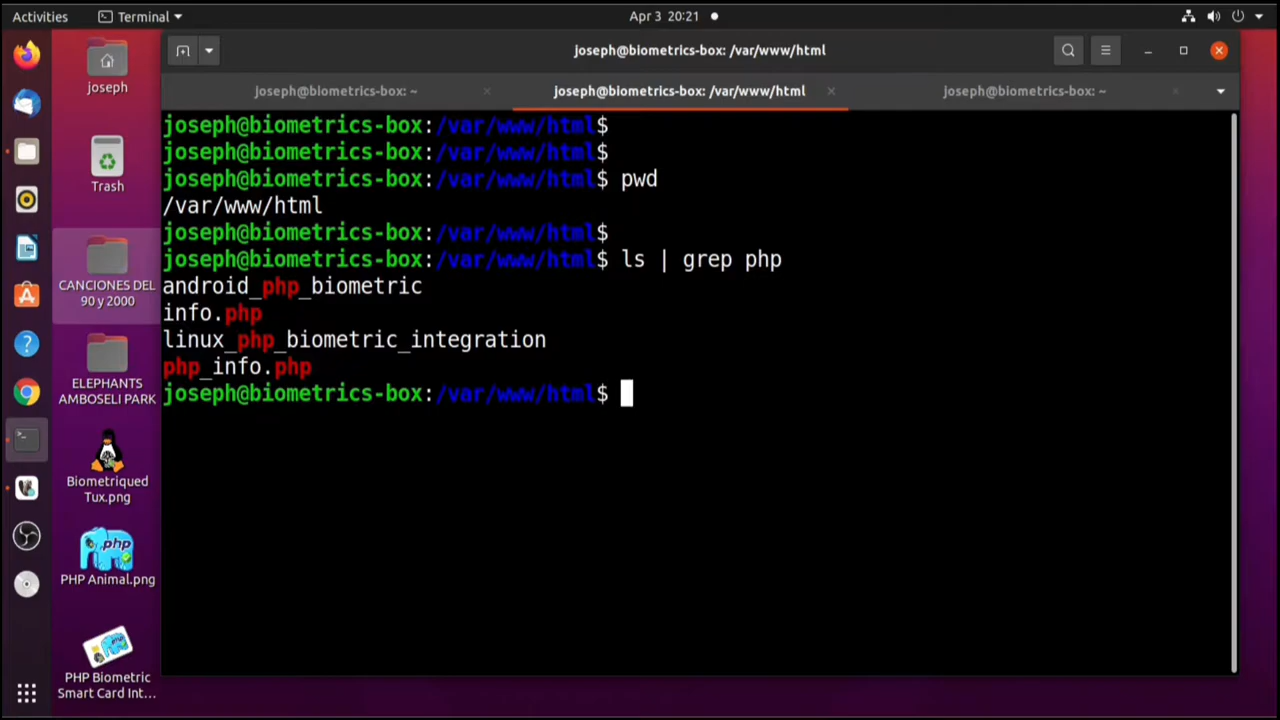 Activities
Terminal
Apr 3 20:21
joseph@biometrics-box: /var/www/html
joseph@biometrics-box: ~
joseph@biometrics-box: /var/www/html
joseph@biometrics-box: ~
joseph
Trash
CANCIONES DEL
90 y 2000
ELEPHANTS
AMBOSELI PARK
Biometriqued
Tux.png
php
PHP Animal.png
PHP Biometric
Smart Card Int...
joseph@biometrics-box:/var/www/html$
joseph@biometrics-box:/var/www/html$
joseph@biometrics-box:/var/www/html$ pwd
/var/www/html
joseph@biometrics-box:/var/www/html$
joseph@biometrics-box:/var/www/html$ ls | grep php
android_php_biometric
info.php
linux_php_biometric_integration
php_info.php
joseph@biometrics-box:/var/www/html$